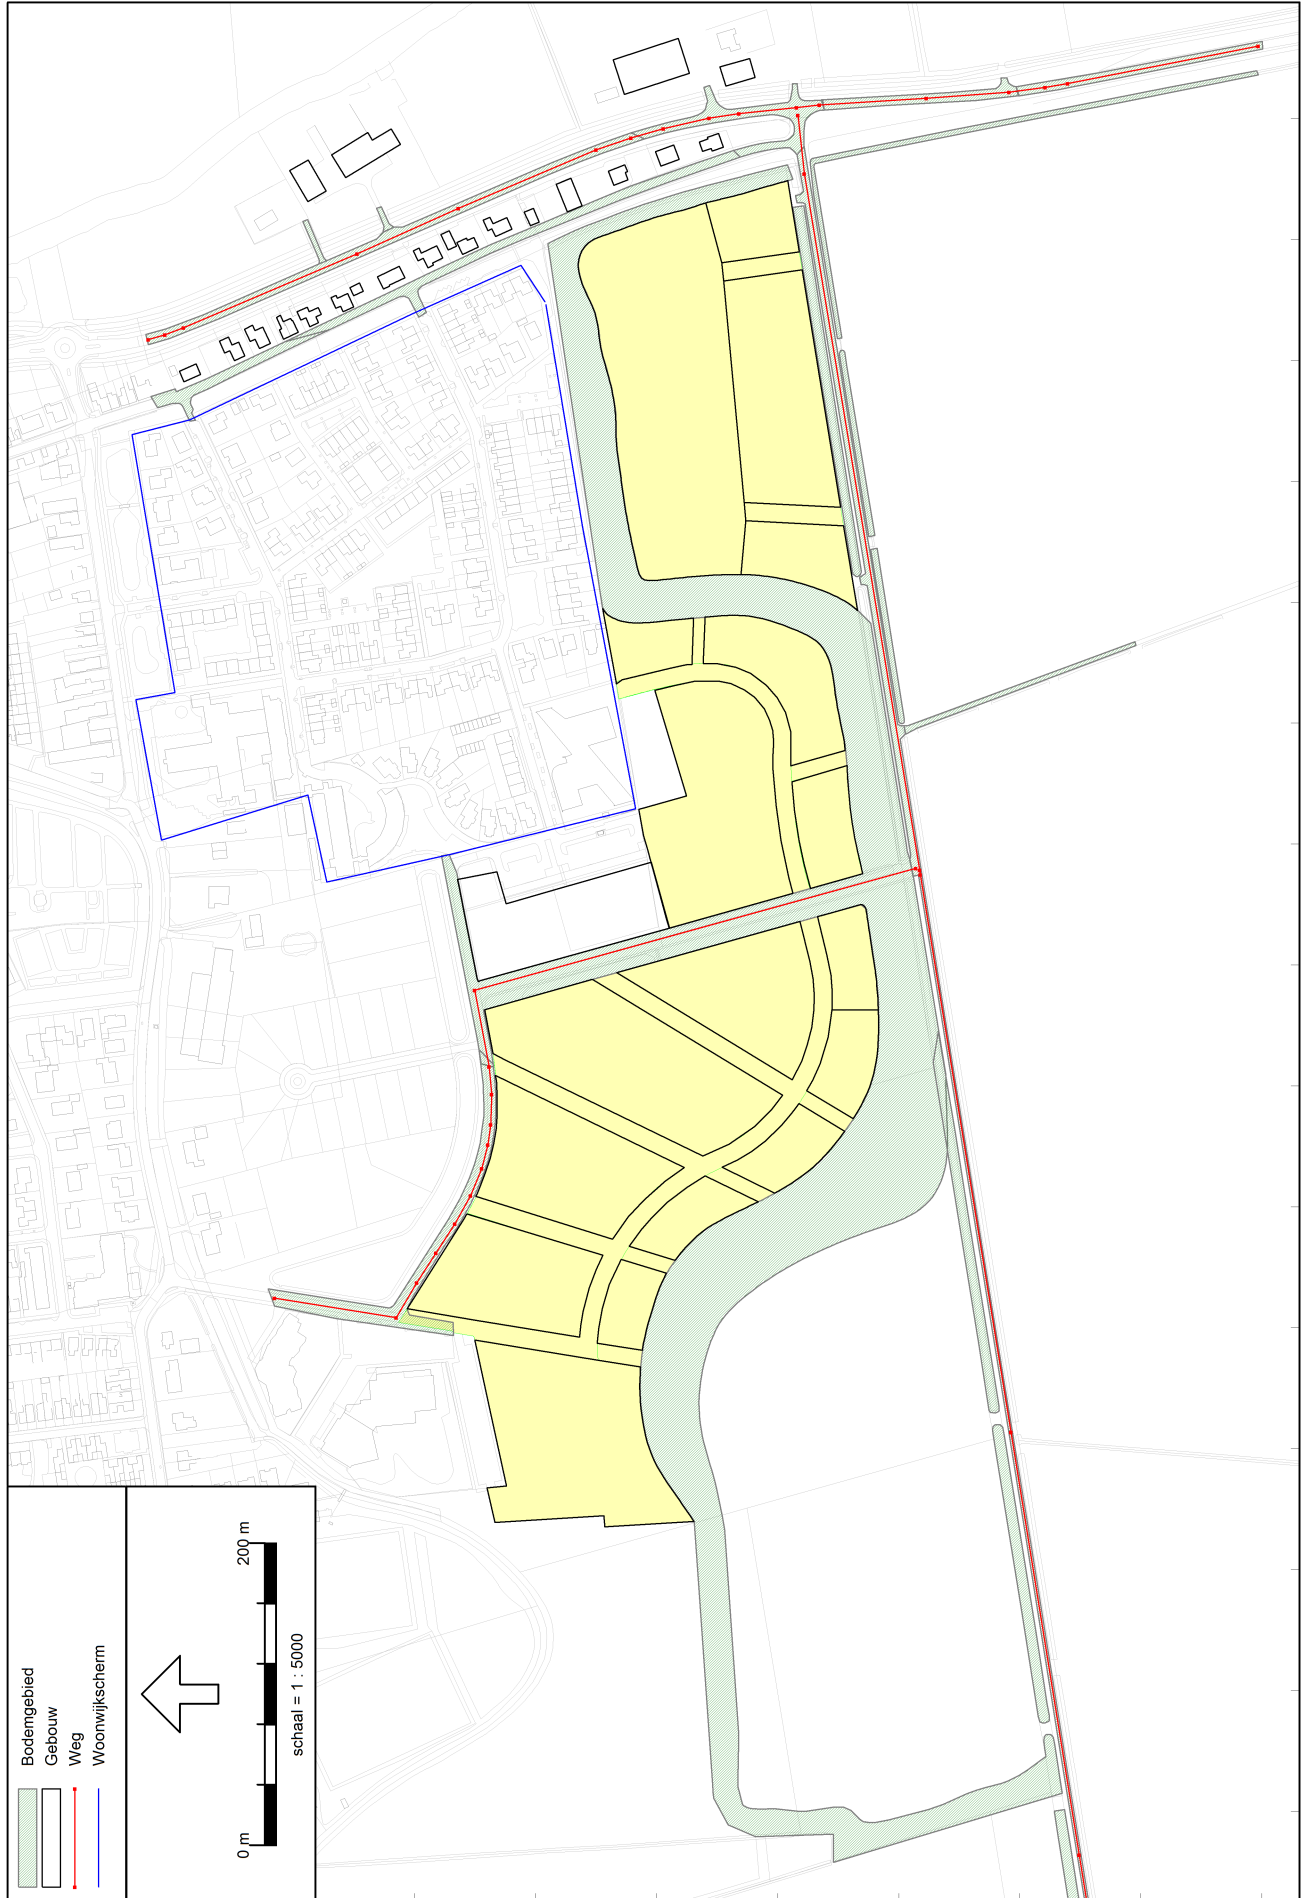 Bodemgebied
Gebouw
Weg
Woonwijkscherm
0 m
200 m
schaal = 1 : 5000